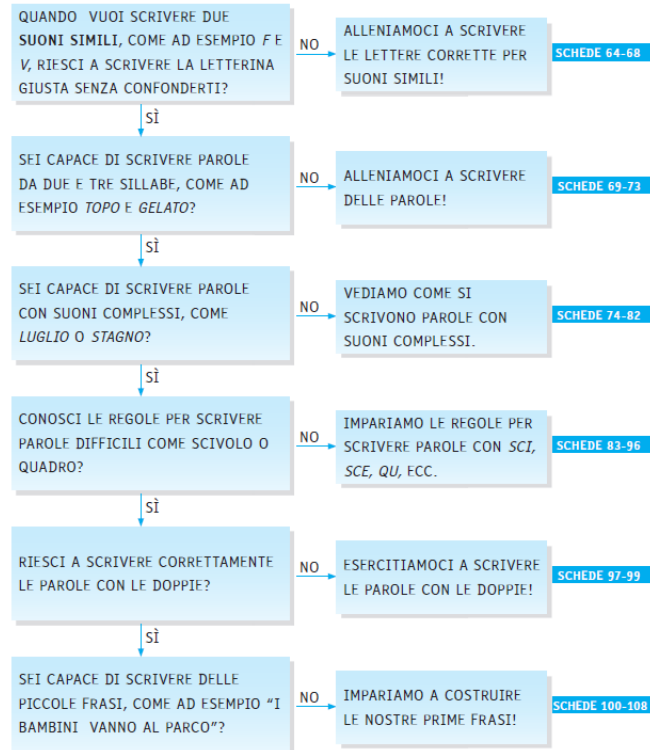 QUANDO VUOI SCRIVERE DUE
SUONI SIMILI, COME AD ESEMPIO F E
V, RIESCI A SCRIVERE LA LETTERINA
GIUSTA SENZA CONFONDERTI?
NO
ALLENIAMOCI A SCRIVERE
LE LETTERE CORRETTE PER
SUONI SIMILI!
SCHEDE 64-68
SÌ
SEI CAPACE DI SCRIVERE PAROLE
DA DUE E TRE SILLABE, COME AD
ESEMPIO TOPO E GELATO?
NO
ALLENIAMOCI A SCRIVERE
DELLE PAROLE!
SCHEDE 69-73
SÌ
SEI CAPACE DI SCRIVERE PAROLE
CON SUONI COMPLESSI, COME
LUGLIO O STAGNO?
NO
VEDIAMO COME SI
SCRIVONO PAROLE CON
SUONI COMPLESSI.
SCHEDE 74-82
SÌ
CONOSCI LE REGOLE PER SCRIVERE
PAROLE DIFFICILI COME SCIVOLO O
QUADRO?
NO
IMPARIAMO LE REGOLE PER
SCRIVERE PAROLE CON SCI,
SCE, QU, ECC.
SCHEDE 83-96
SÌ
RIESCI A SCRIVERE CORRETTAMENTE
LE PAROLE CON LE DOPPIE?
NO
ESERCITIAMOCI A SCRIVERE
LE PAROLE CON LE DOPPIE!
SCHEDE 97-99
SÌ
SEI CAPACE DI SCRIVERE DELLE
PICCOLE FRASI, COME AD ESEMPIO “I
BAMBINI VANNO AL PARCO”?
NO
IMPARIAMO A COSTRUIRE
LE NOSTRE PRIME FRASI!
SCHEDE 100-108